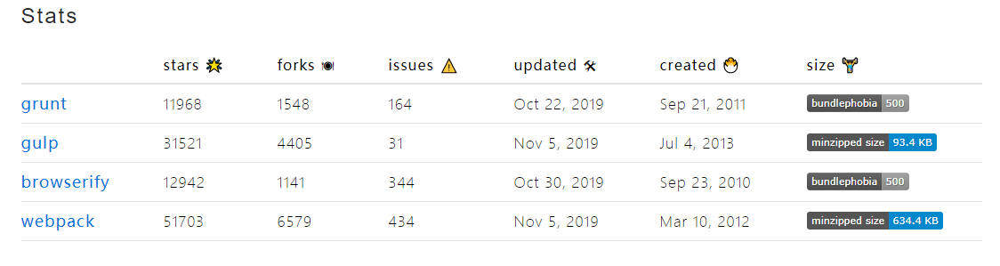 Stats
stars 🌟 forks 🍽 issues ⚠ updated 🛠 created 🐣 size 🏋
grunt 11968 1548 164 Oct 22, 2019 Sep 21, 2011 bundlephobia 500
gulp 31521 4405 31 Nov 5, 2019 Jul 4, 2013 minzipped size 93.4 KB
browserify 12942 1141 344 Oct 30, 2019 Sep 23, 2010 bundlephobia 500
webpack 51703 6579 434 Nov 5, 2019 Mar 10, 2012 minzipped size 634.4 KB